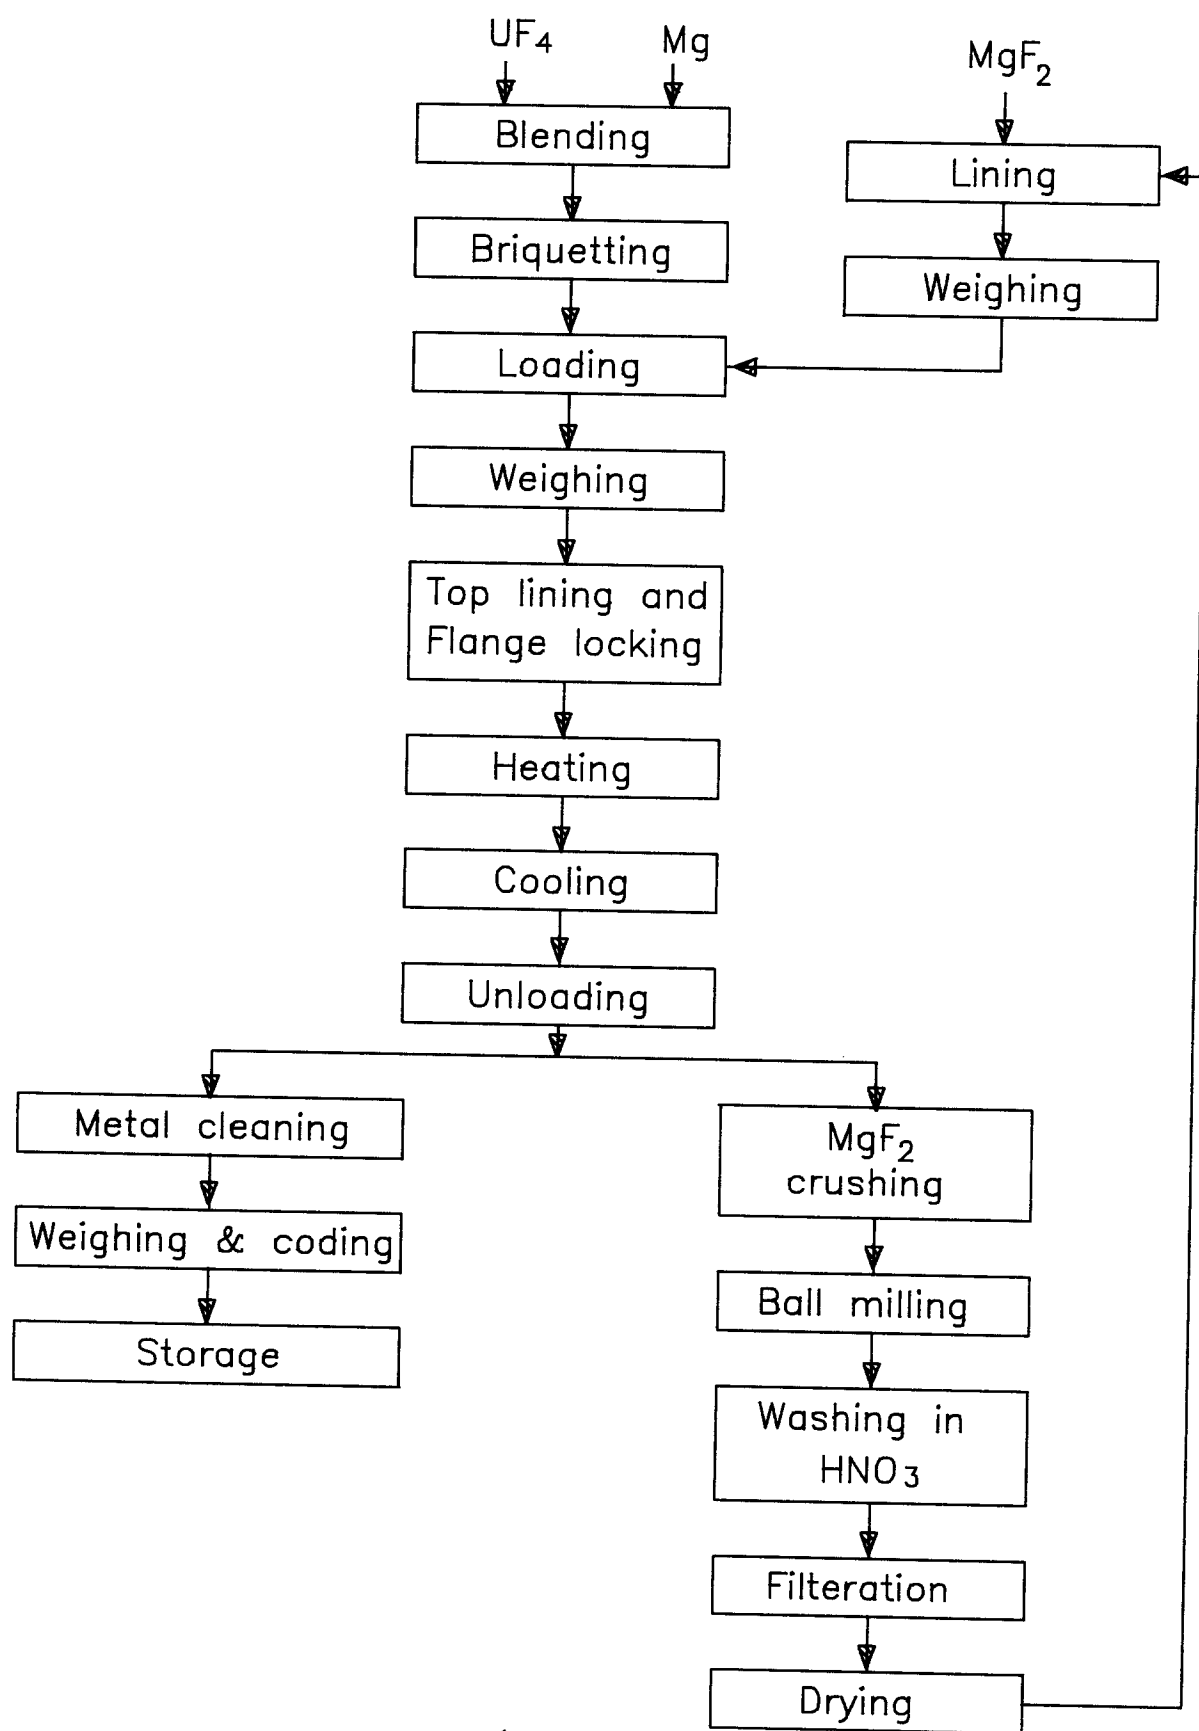 UF4
Mg
MgF2
Blending
Lining
Briquetting
Weighing
Loading
Weighing
Top lining and
Flange locking
Heating
Cooling
Unloading
Metal cleaning
MgF2
crushing
Weighing & coding
Ball milling
Storage
Washing in
HNO3
Filteration
Drying